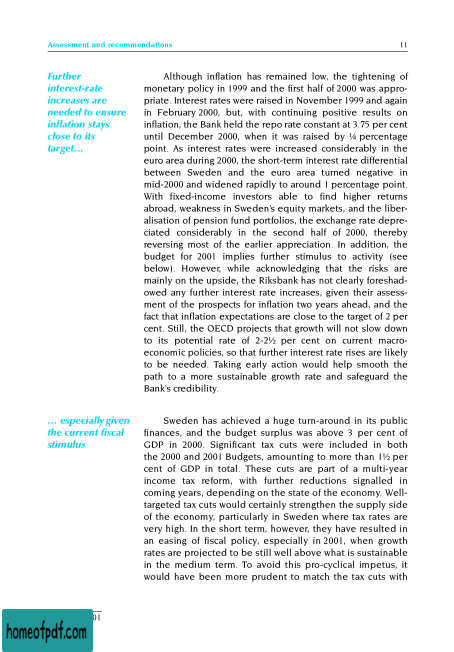 Assessment and recommendations 11
Further
interest-rate
increases are
needed to ensure
inflation stays
close to its
target…
Although inflation has remained low, the tightening of
monetary policy in 1999 and the first half of 2000 was appro-
priate. Interest rates were raised in November 1999 and again
in February 2000, but, with continuing positive results on
inflation, the Bank held the repo rate constant at 3.75 per cent
until December 2000, when it was raised by ¼ percentage
point. As interest rates were increased considerably in the
euro area during 2000, the short-term interest rate differential
between Sweden and the euro area turned negative in
mid-2000 and widened rapidly to around 1 percentage point.
With fixed-income investors able to find higher returns
abroad, weakness in Sweden's equity markets, and the liber-
alisation of pension fund portfolios, the exchange rate depre-
ciated considerably in the second half of 2000, thereby
reversing most of the earlier appreciation. In addition, the
budget for 2001 implies further stimulus to activity (see
below). However, while acknowledging that the risks are
mainly on the upside, the Riksbank has not clearly foreshad-
owed any further interest rate increases, given their assess-
ment of the prospects for inflation two years ahead, and the
fact that inflation expectations are close to the target of 2 per
cent. Still, the OECD projects that growth will not slow down
to its potential rate of 2-2½ per cent on current macro-
economic policies, so that further interest rate rises are likely
to be needed. Taking early action would help smooth the
path to a more sustainable growth rate and safeguard the
Bank's credibility.
… especially given
the current fiscal
stimulus
Sweden has achieved a huge turn-around in its public
finances, and the budget surplus was above 3 per cent of
GDP in 2000. Significant tax cuts were included in both
the 2000 and 2001 Budgets, amounting to more than 1½ per
cent of GDP in total. These cuts are part of a multi-year
income tax reform, with further reductions signalled in
coming years, depending on the state of the economy. Well-
targeted tax cuts would certainly strengthen the supply side
of the economy, particularly in Sweden where tax rates are
very high. In the short term, however, they have resulted in
an easing of fiscal policy, especially in 2001, when growth
rates are projected to be still well above what is sustainable
in the medium term. To avoid this pro-cyclical impetus, it
would have been more prudent to match the tax cuts with
01
homeofpdf.com